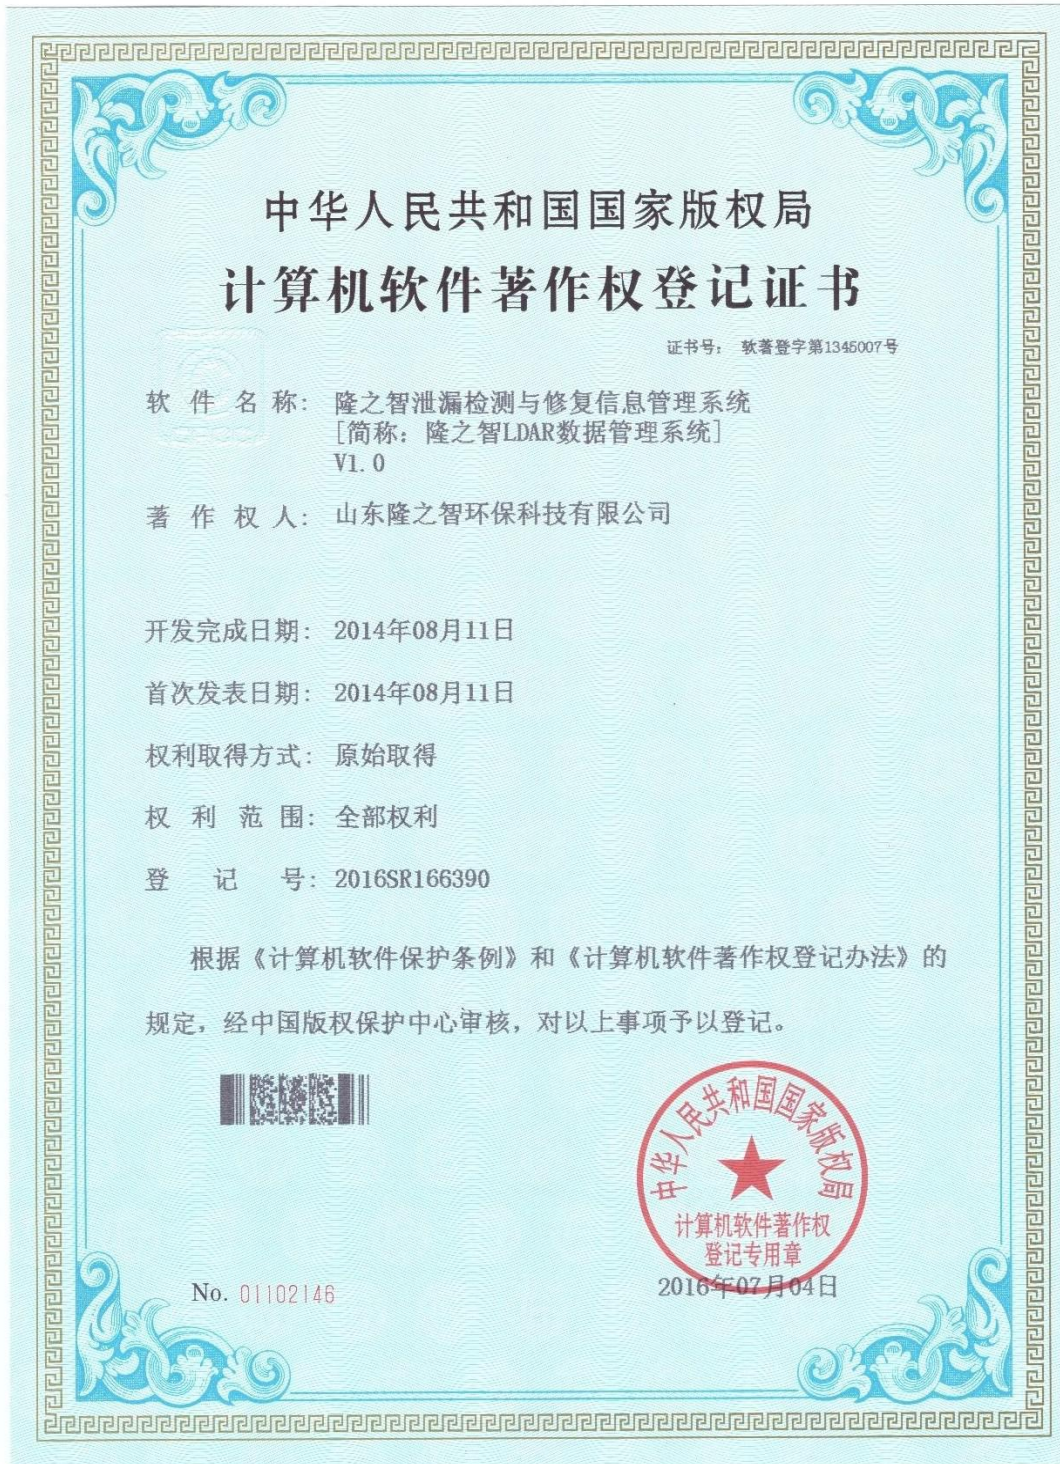 中华人民共和国国家版权局
计算机软件著作权登记证书
证书号： 软著登字第1345007号
软件名称： 隆之智泄漏检测与修复信息管理系统
[简称：隆之智LDAR数据管理系统]
V1.0
著作权人： 山东隆之智环保科技有限公司
开发完成日期： 2014年08月11日
首次发表日期： 2014年08月11日
权利取得方式： 原始取得
权利范围： 全部权利
登记号： 2016SR166390
根据《计算机软件保护条例》和《计算机软件著作权登记办法》的
规定，经中国版权保护中心审核，对以上事项予以登记。
中华人民共和国国家版权局
计算机软件著作权
登记专用章
No. 01102146
2016年07月04日